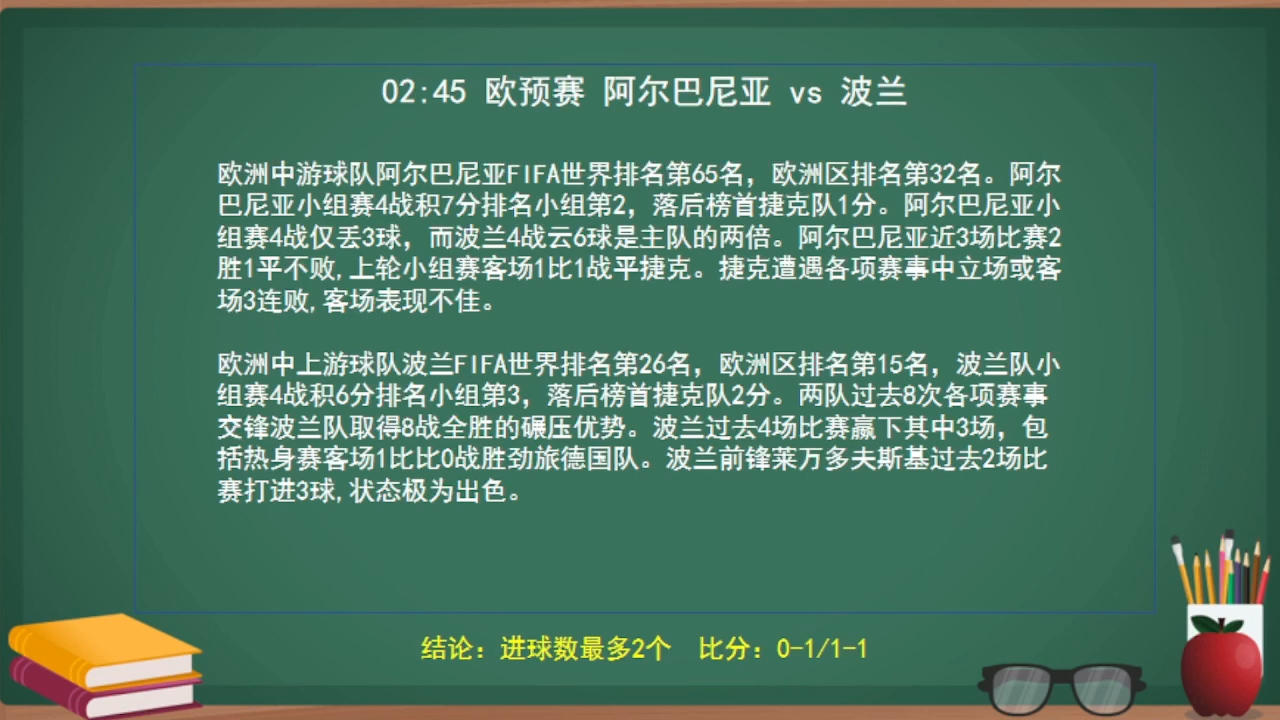 02:45 欧预赛 阿尔巴尼亚 vs 波兰
欧洲中游球队阿尔巴尼亚FIFA世界排名第65名，欧洲区排名第32名。阿尔
巴尼亚小组赛4战积7分排名小组第2，落后榜首捷克队1分。阿尔巴尼亚小
组赛4战仅丢3球，而波兰4战云6球是主队的两倍。阿尔巴尼亚近3场比赛2
胜1平不败,上轮小组赛客场1比1战平捷克。捷克遭遇各项赛事中立场或客
场3连败,客场表现不佳。
欧洲中上游球队波兰FIFA世界排名第26名，欧洲区排名第15名，波兰队小
组赛4战积6分排名小组第3，落后榜首捷克队2分。两队过去8次各项赛事
交锋波兰队取得8战全胜的碾压优势。波兰过去4场比赛赢下其中3场，包
括热身赛客场1比比0战胜劲旅德国队。波兰前锋莱万多夫斯基过去2场比
赛打进3球,状态极为出色。
结论：进球数最多2个 比分：0-1/1-1